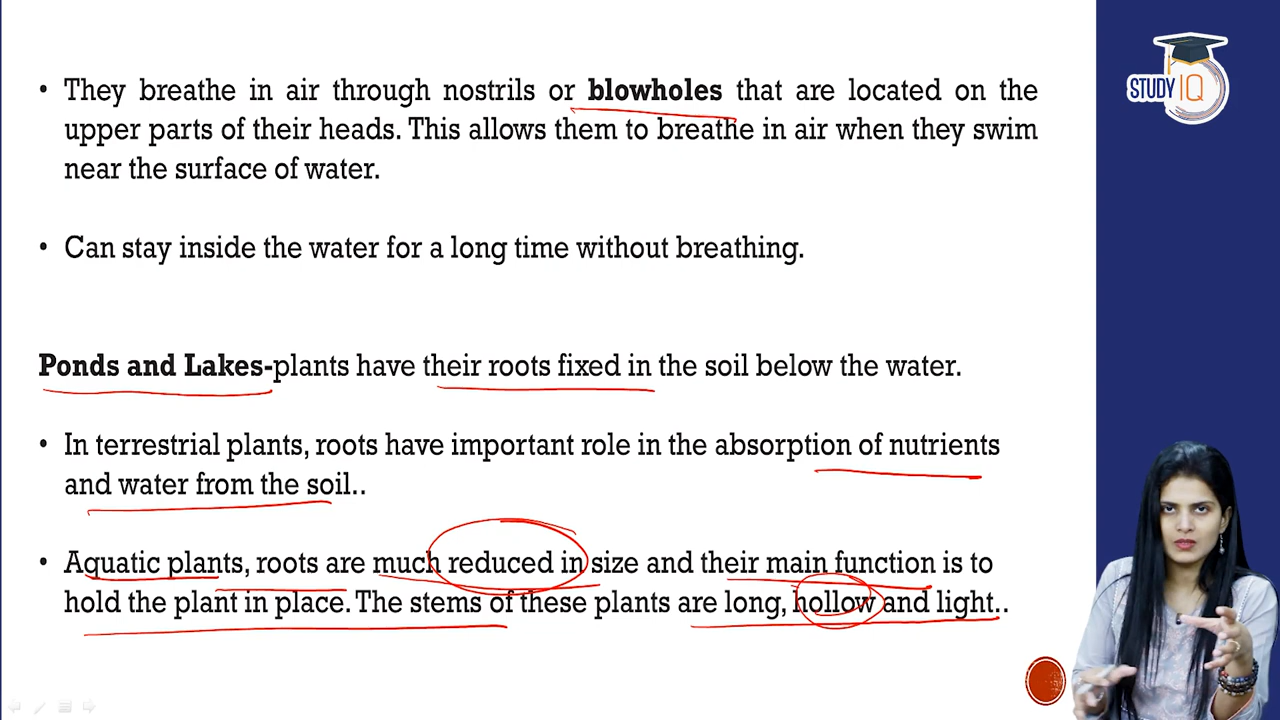 • They breathe in air through nostrils or blowholes that are located on the
upper parts of their heads. This allows them to breathe in air when they swim
near the surface of water.
• Can stay inside the water for a long time without breathing.
Ponds and Lakes-plants have their roots fixed in the soil below the water.
• In terrestrial plants, roots have important role in the absorption of nutrients
and water from the soil..
• Aquatic plants, roots are much reduced in size and their main function is to
hold the plant in place. The stems of these plants are long, hollow and light..
STUDY IQ